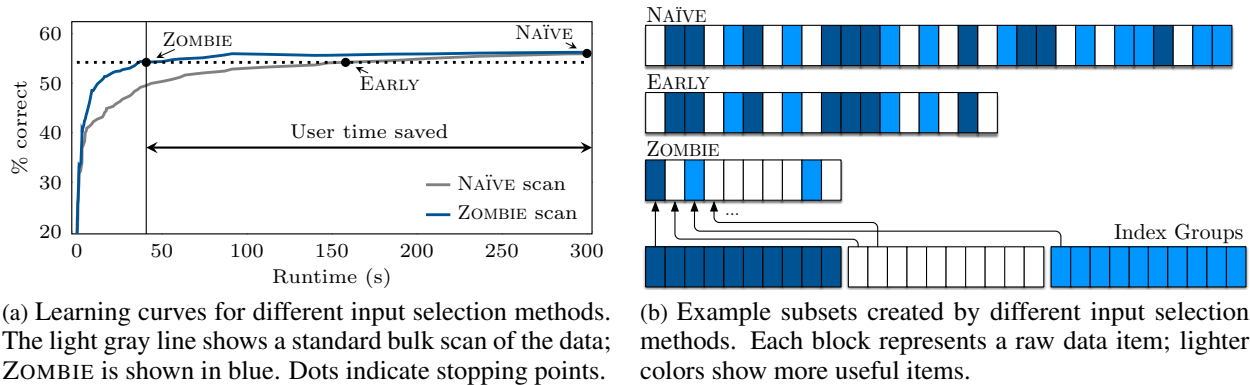 60
50
40
30
20
% correct
0
50
100
150
200
250
300
Runtime (s)
ZOMBIE
NAÏVE
EARLY
User time saved
NAÏVE scan
ZOMBIE scan
(a) Learning curves for different input selection methods.
The light gray line shows a standard bulk scan of the data;
ZOMBIE is shown in blue. Dots indicate stopping points.
NAÏVE
EARLY
ZOMBIE
...
Index Groups
(b) Example subsets created by different input selection
methods. Each block represents a raw data item; lighter
colors show more useful items.